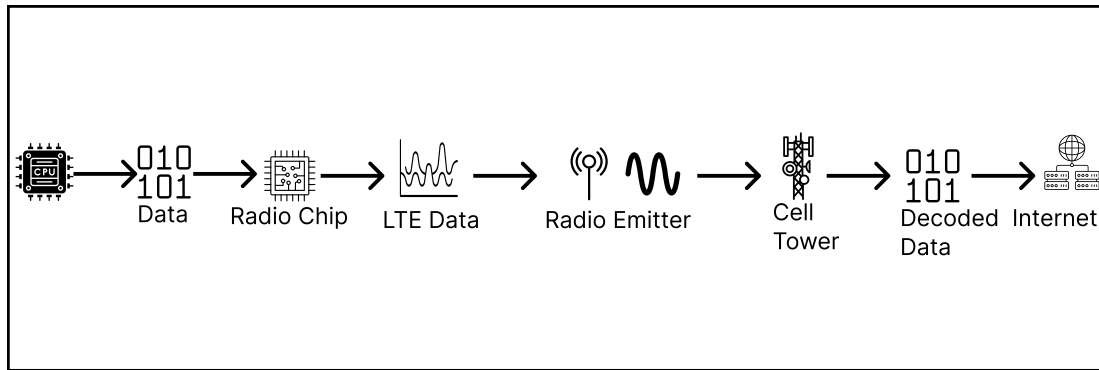 CPU
010
101
Data
Radio Chip
LTE Data
Radio Emitter
Cell
Tower
010
101
Decoded
Data
Internet